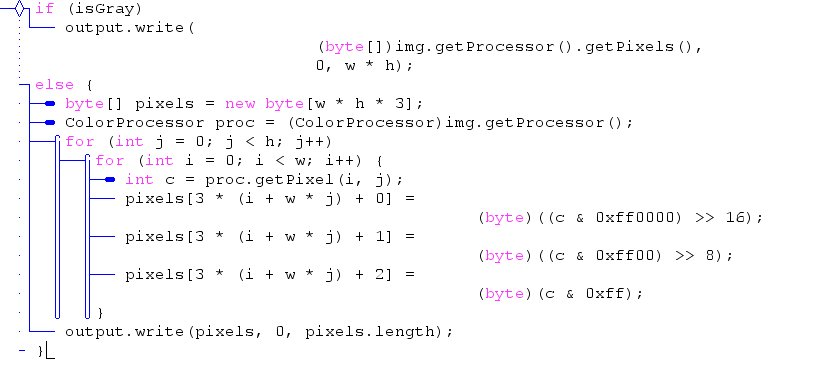 if (isGray)
output.write(
(byte[])img.getProcessor().getPixels(),
0, w * h);
else {
byte[] pixels = new byte[w * h * 3];
ColorProcessor proc = (ColorProcessor)img.getProcessor();
for (int j = 0; j < h; j++)
for (int i = 0; i < w; i++) {
int c = proc.getPixel(i, j);
pixels[3 * (i + w * j) + 0] =
(byte)((c & 0xff0000) >> 16);
pixels[3 * (i + w * j) + 1] =
(byte)((c & 0xff00) >> 8);
pixels[3 * (i + w * j) + 2] =
(byte)(c & 0xff);
}
output.write(pixels, 0, pixels.length);
}